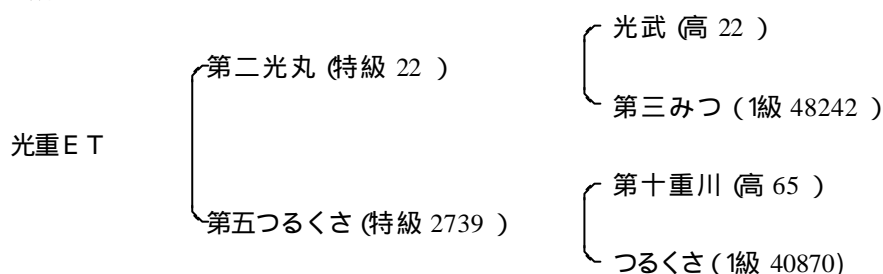 光武 (高 22 )
第二光丸 (特級 22 )
第三みつ ( 1級 48242 )
光重ＥＴ
第十重川 (高 65 )
第五つるくさ (特級 2739 )
つるくさ ( 1級 40870)